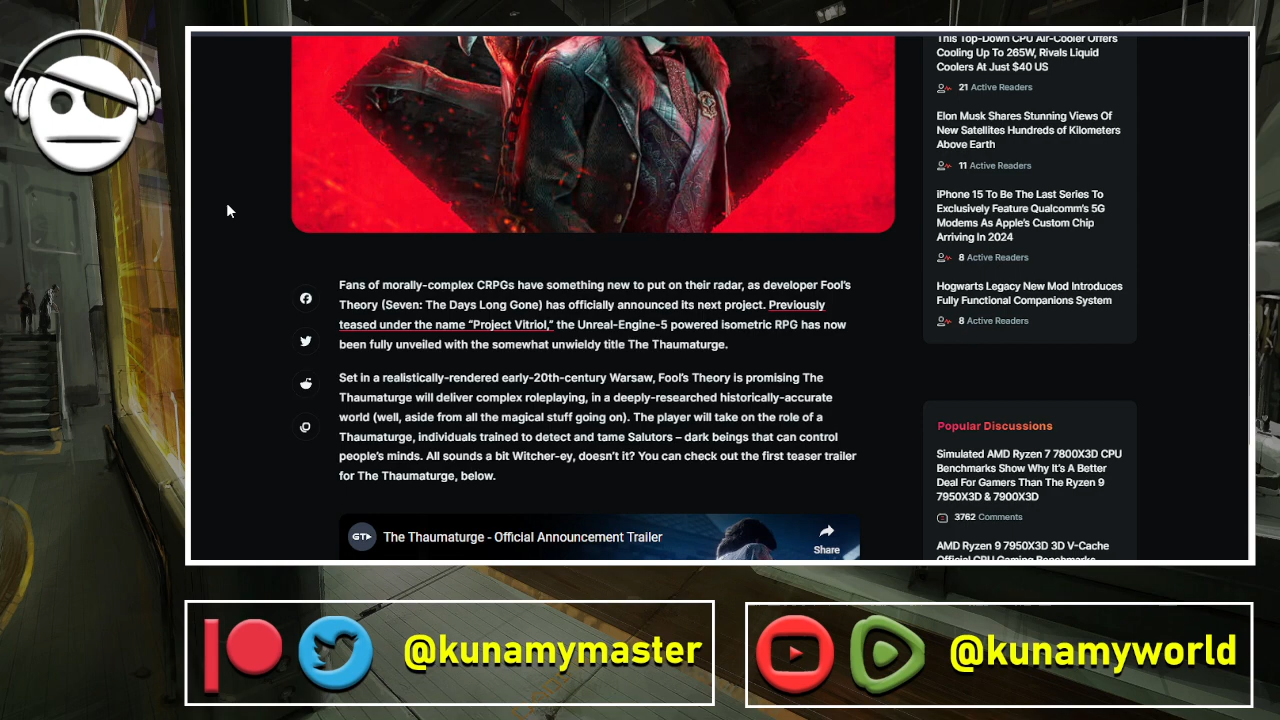 Fans of morally-complex CRPGs have something new to put on their radar, as developer Fool's
Theory (Seven: The Days Long Gone) has officially announced its next project. Previously
teased under the name "Project Vitriol," the Unreal-Engine-5 powered isometric RPG has now
been fully unveiled with the somewhat unwieldy title The Thaumaturge.
Set in a realistically-rendered early-20th-century Warsaw, Fool's Theory is promising The
Thaumaturge will deliver complex roleplaying, in a deeply-researched historically-accurate
world (well, aside from all the magical stuff going on). The player will take on the role of a
Thaumaturge, individuals trained to detect and tame Salutors – dark beings that can control
people's minds. All sounds a bit Witcher-ey, doesn't it? You can check out the first teaser trailer
for The Thaumaturge, below.
GT
The Thaumaturge - Official Announcement Trailer
Share
This Top-Down CPU Air-Cooler Offers
Cooling Up To 265W, Rivals Liquid
Coolers At Just $40 US
21 Active Readers
Elon Musk Shares Stunning Views Of
New Satellites Hundreds of Kilometers
Above Earth
11 Active Readers
iPhone 15 To Be The Last Series To
Exclusively Feature Qualcomm's 5G
Modems As Apple's Custom Chip
Arriving In 2024
8 Active Readers
Hogwarts Legacy New Mod Introduces
Fully Functional Companions System
8 Active Readers
Popular Discussions
Simulated AMD Ryzen 7 7800X3D CPU
Benchmarks Show Why It's A Better
Deal For Gamers Than The Ryzen 9
7950X3D & 7900X3D
3762 Comments
AMD Ryzen 9 7950X3D 3D V-Cache
Official CPU Gaming Benchmarks
@kunamymaster
@kunamyworld